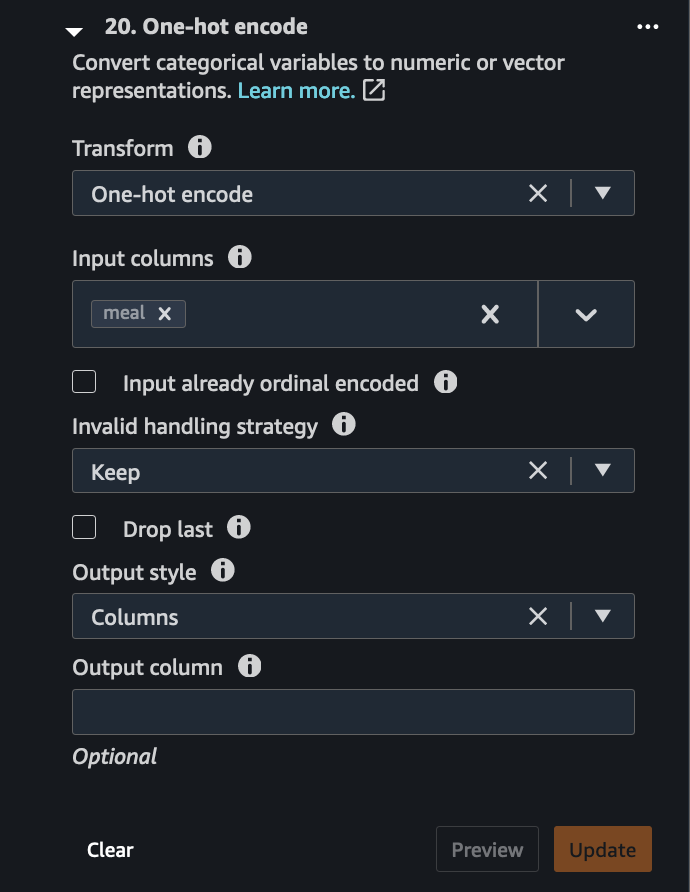 20. One-hot encode
Convert categorical variables to numeric or vector
representations. Learn more.
Transform
One-hot encode
Input columns
meal
Input already ordinal encoded
Invalid handling strategy
Keep
Drop last
Output style
Columns
Output column
Optional
Clear
Preview
Update